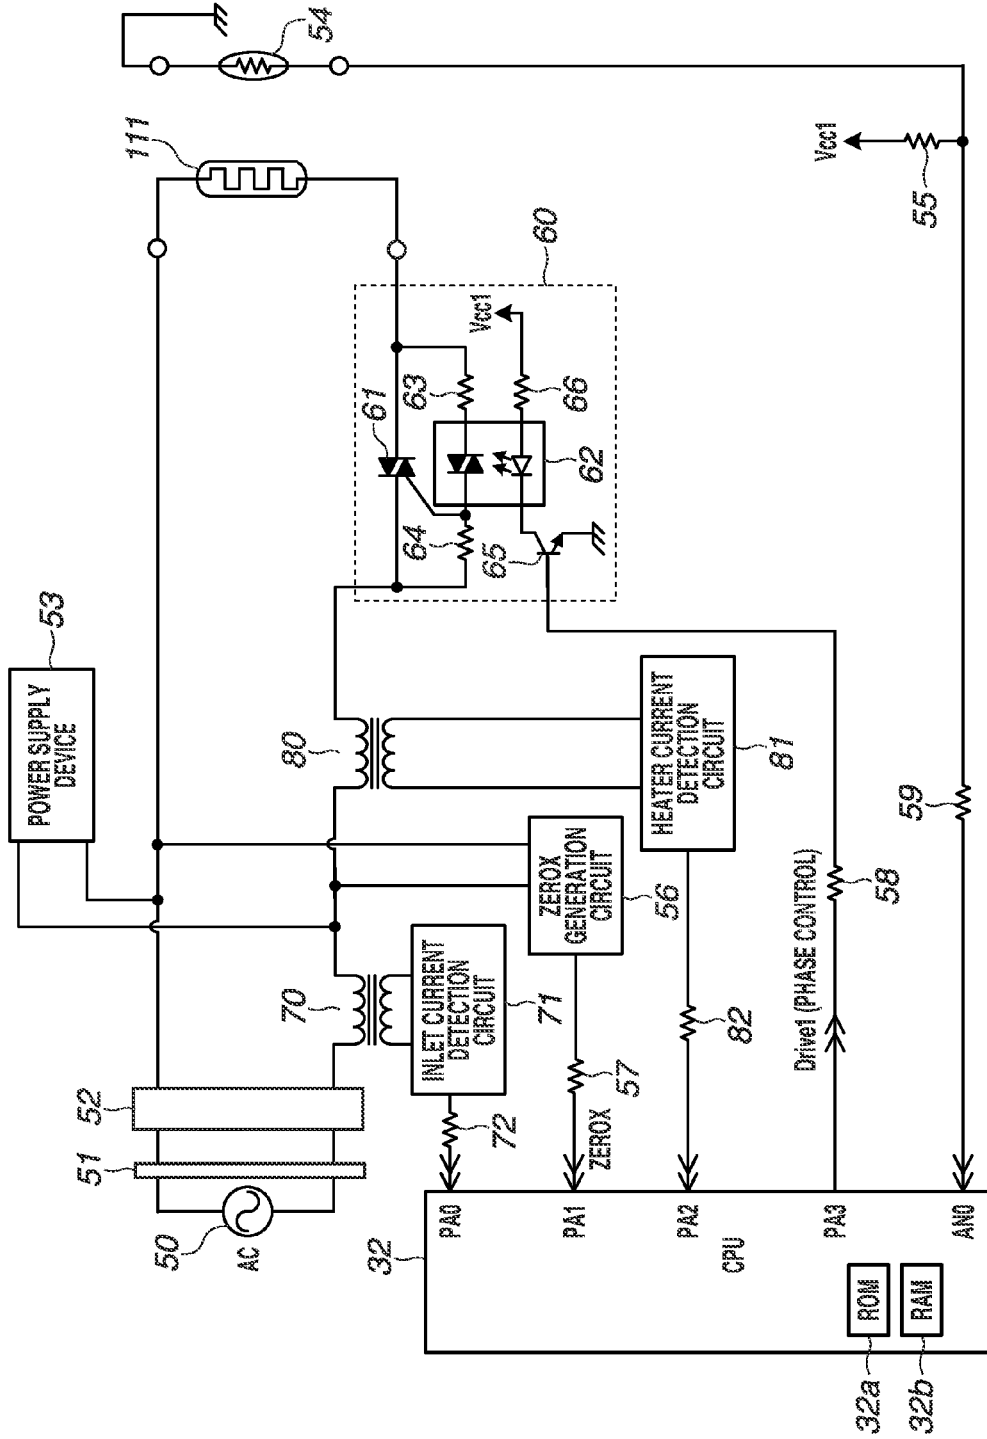 53
POWER SUPPLY
DEVICE
51
52
111
50
AC
70
80
54
32
61
PA0
INLET CURRENT
DETECTION
CIRCUIT
64
63
Vcc1
60
72
71
65
ZEROX
GENERATION
CIRCUIT
62
66
PA1
ZEROX
57
56
HEATER CURRENT
DETECTION
CIRCUIT
PA2
CPU
82
81
PA3
Drive1 (PHASE CONTROL)
58
Vcc1
ROM
32a
RAM
32b
AN0
59
55